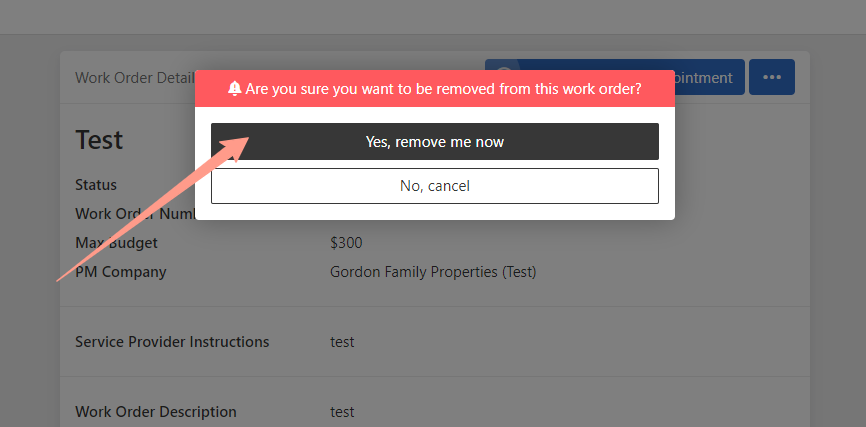 Work Order Detail
ointment
Are you sure you want to be removed from this work order?
Yes, remove me now
No, cancel
Test
Status
Work Order Num
Max Budget $300
PM Company Gordon Family Properties (Test)
Service Provider Instructions test
Work Order Description test